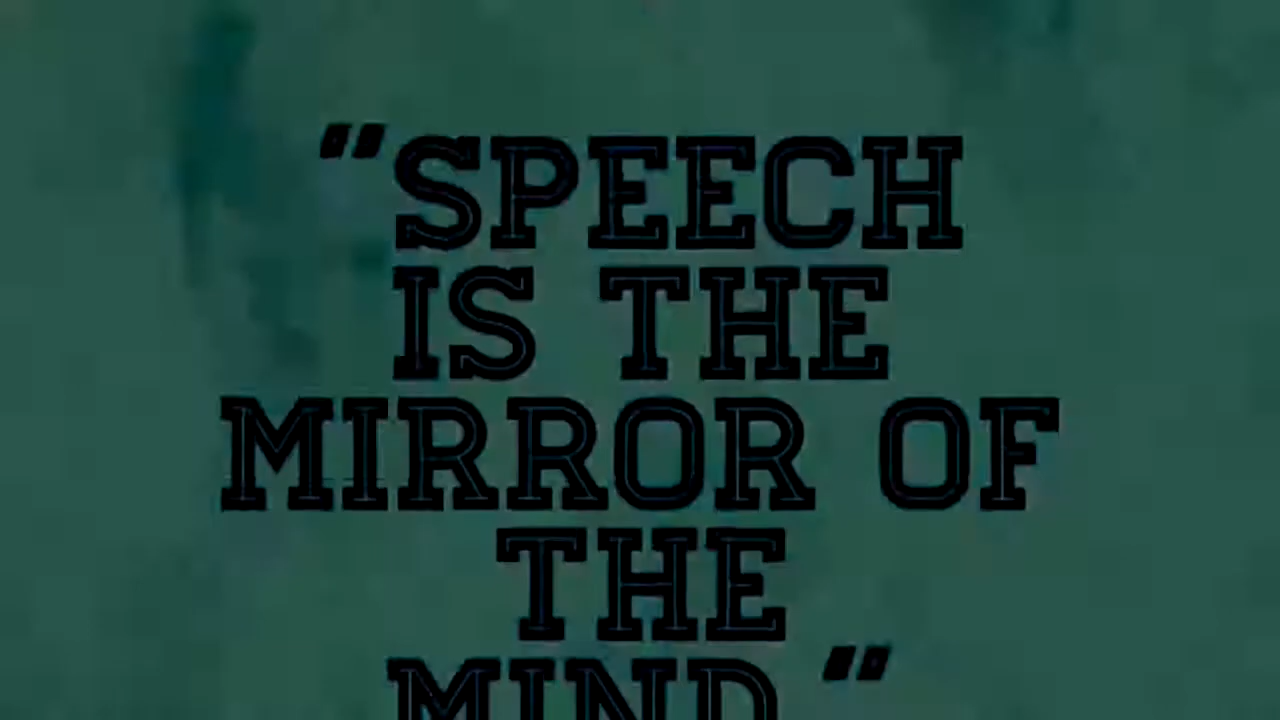 "SPEECH
IS THE
MIRROR OF
THE
MIND"